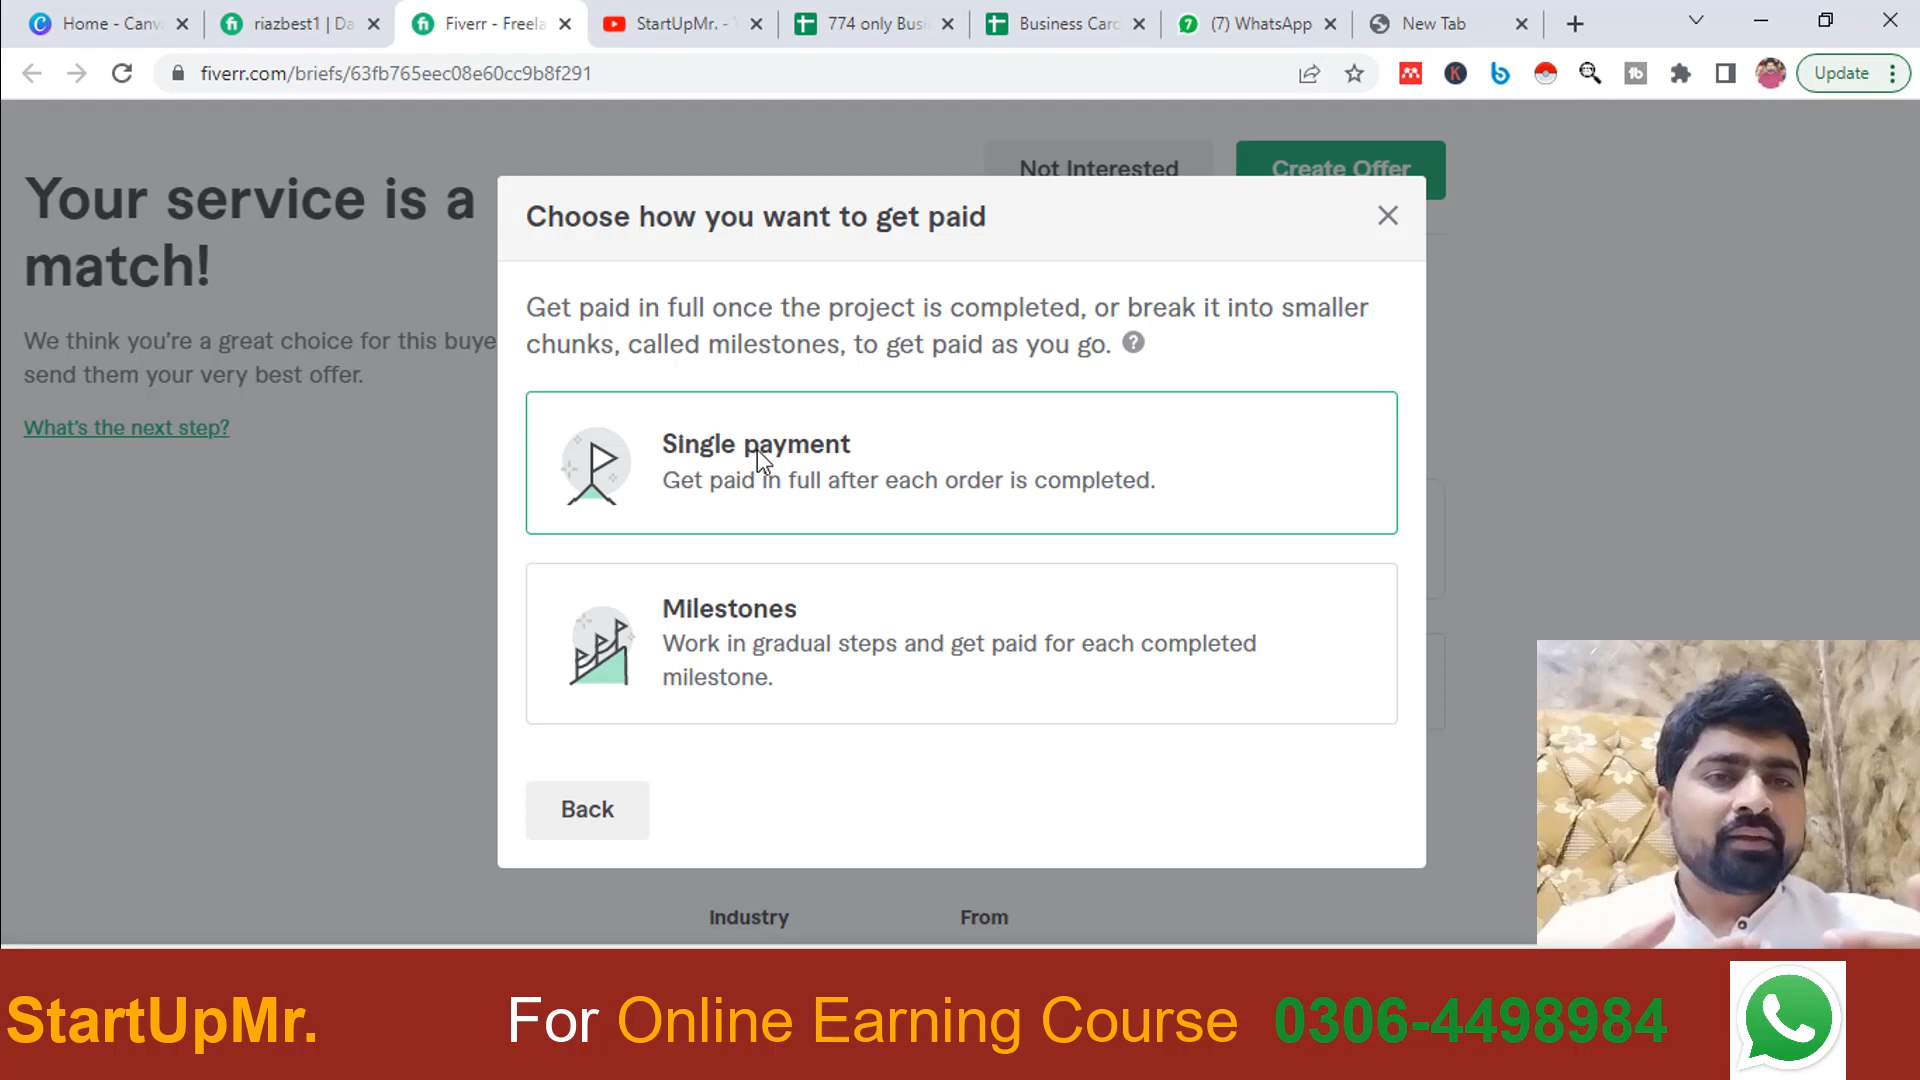 Home - Canv
riazbest1 | Da
Fiverr - Freela
StartUpMr. -
774 only Busi
Business Card
(7) WhatsApp
New Tab
fiverr.com/briefs/63fb765eec08e60cc9b8f291
Update
Not Interested
Create Offer
Your service is a
match!
We think you're a great choice for this buye
send them your very best offer.
What's the next step?
Choose how you want to get paid
Get paid in full once the project is completed, or break it into smaller
chunks, called milestones, to get paid as you go. ?
Single payment
Get paid in full after each order is completed.
Milestones
Work in gradual steps and get paid for each completed
milestone.
Back
Industry
From
StartUpMr.
For Online Earning Course 0306-4498984